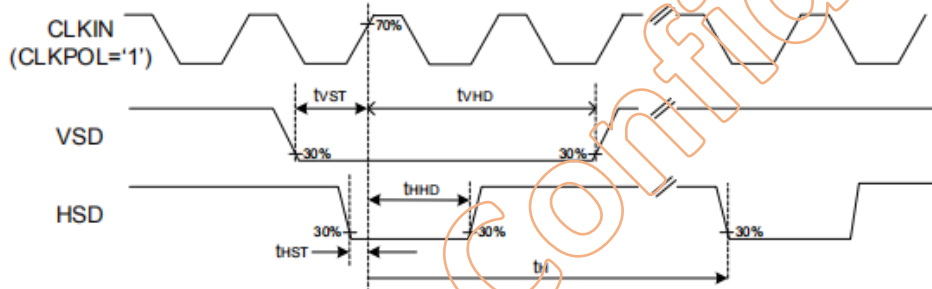 CLKIN
(CLKPOL='1')
70%
tVST
tVHD
VSD
30%
30%
tHHD
HSD
30%
30%
30%
tHST
tH